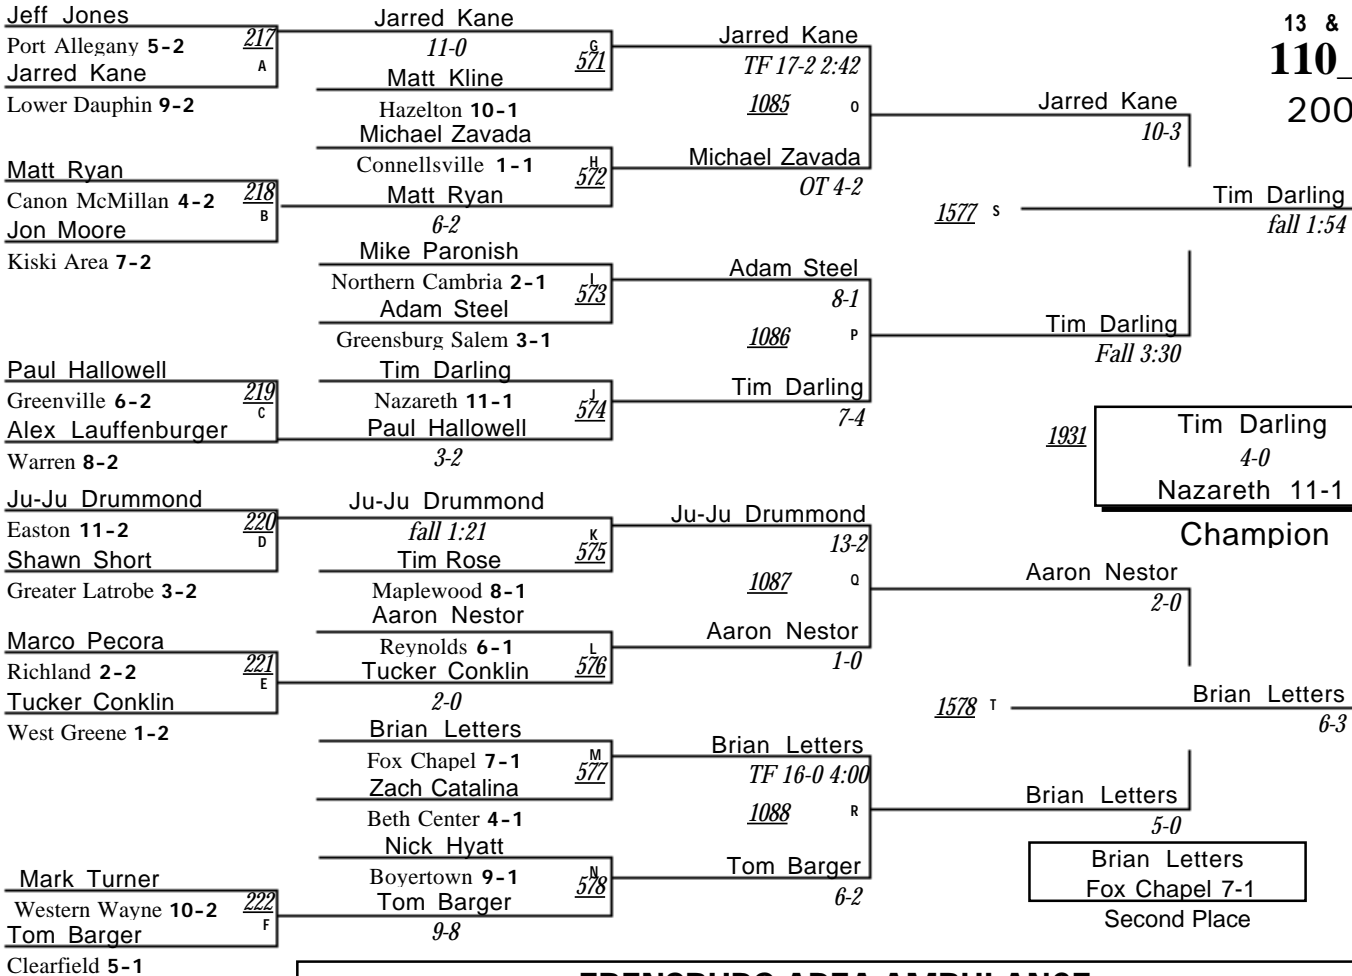 13 &
110_
200
Jeff Jones
Port Allegany 5-2
217
A
Jarred Kane
Lower Dauphin 9-2
Matt Ryan
Canon McMillan 4-2
218
B
Jon Moore
Kiski Area 7-2
Paul Hallowell
Greenville 6-2
219
C
Alex Lauffenburger
Warren 8-2
Ju-Ju Drummond
Easton 11-2
220
D
Shawn Short
Greater Latrobe 3-2
Marco Pecora
Richland 2-2
221
E
Tucker Conklin
West Greene 1-2
Mark Turner
Western Wayne 10-2
222
F
Tom Barger
Clearfield 5-1
Jarred Kane
11-0
G
571
Matt Kline
Hazelton 10-1
Michael Zavada
Connellsville 1-1
H
572
Matt Ryan
6-2
Mike Paronish
Northern Cambria 2-1
I
573
Adam Steel
Greensburg Salem 3-1
Tim Darling
Nazareth 11-1
J
574
Paul Hallowell
3-2
Ju-Ju Drummond
fall 1:21
K
575
Tim Rose
Maplewood 8-1
Aaron Nestor
Reynolds 6-1
L
576
Tucker Conklin
2-0
Brian Letters
Fox Chapel 7-1
M
577
Zach Catalina
Beth Center 4-1
Nick Hyatt
Boyertown 9-1
N
578
Tom Barger
9-8
Jarred Kane
TF 17-2 2:42
1085 O
Michael Zavada
OT 4-2
Adam Steel
8-1
1086 P
Tim Darling
7-4
Ju-Ju Drummond
13-2
1087 Q
Aaron Nestor
1-0
Brian Letters
TF 16-0 4:00
1088 R
Tom Barger
6-2
Jarred Kane
10-3
1577 S
Tim Darling
Fall 3:30
Aaron Nestor
2-0
1578 T
Brian Letters
5-0
Tim Darling
fall 1:54
1931
Tim Darling
4-0
Nazareth 11-1
Champion
Brian Letters
6-3
Brian Letters
Fox Chapel 7-1
Second Place
EBENSBURG AREA AMBULANCE